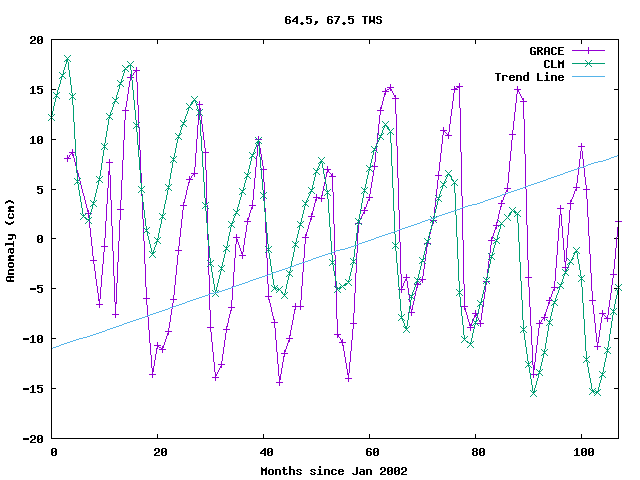 64.5, 67.5 TWS
GRACE
CLM
Trend Line
20
15
10
5
0
-5
-10
-15
-20
Anomaly (cm)
0 20 40 60 80 100
Months since Jan 2002